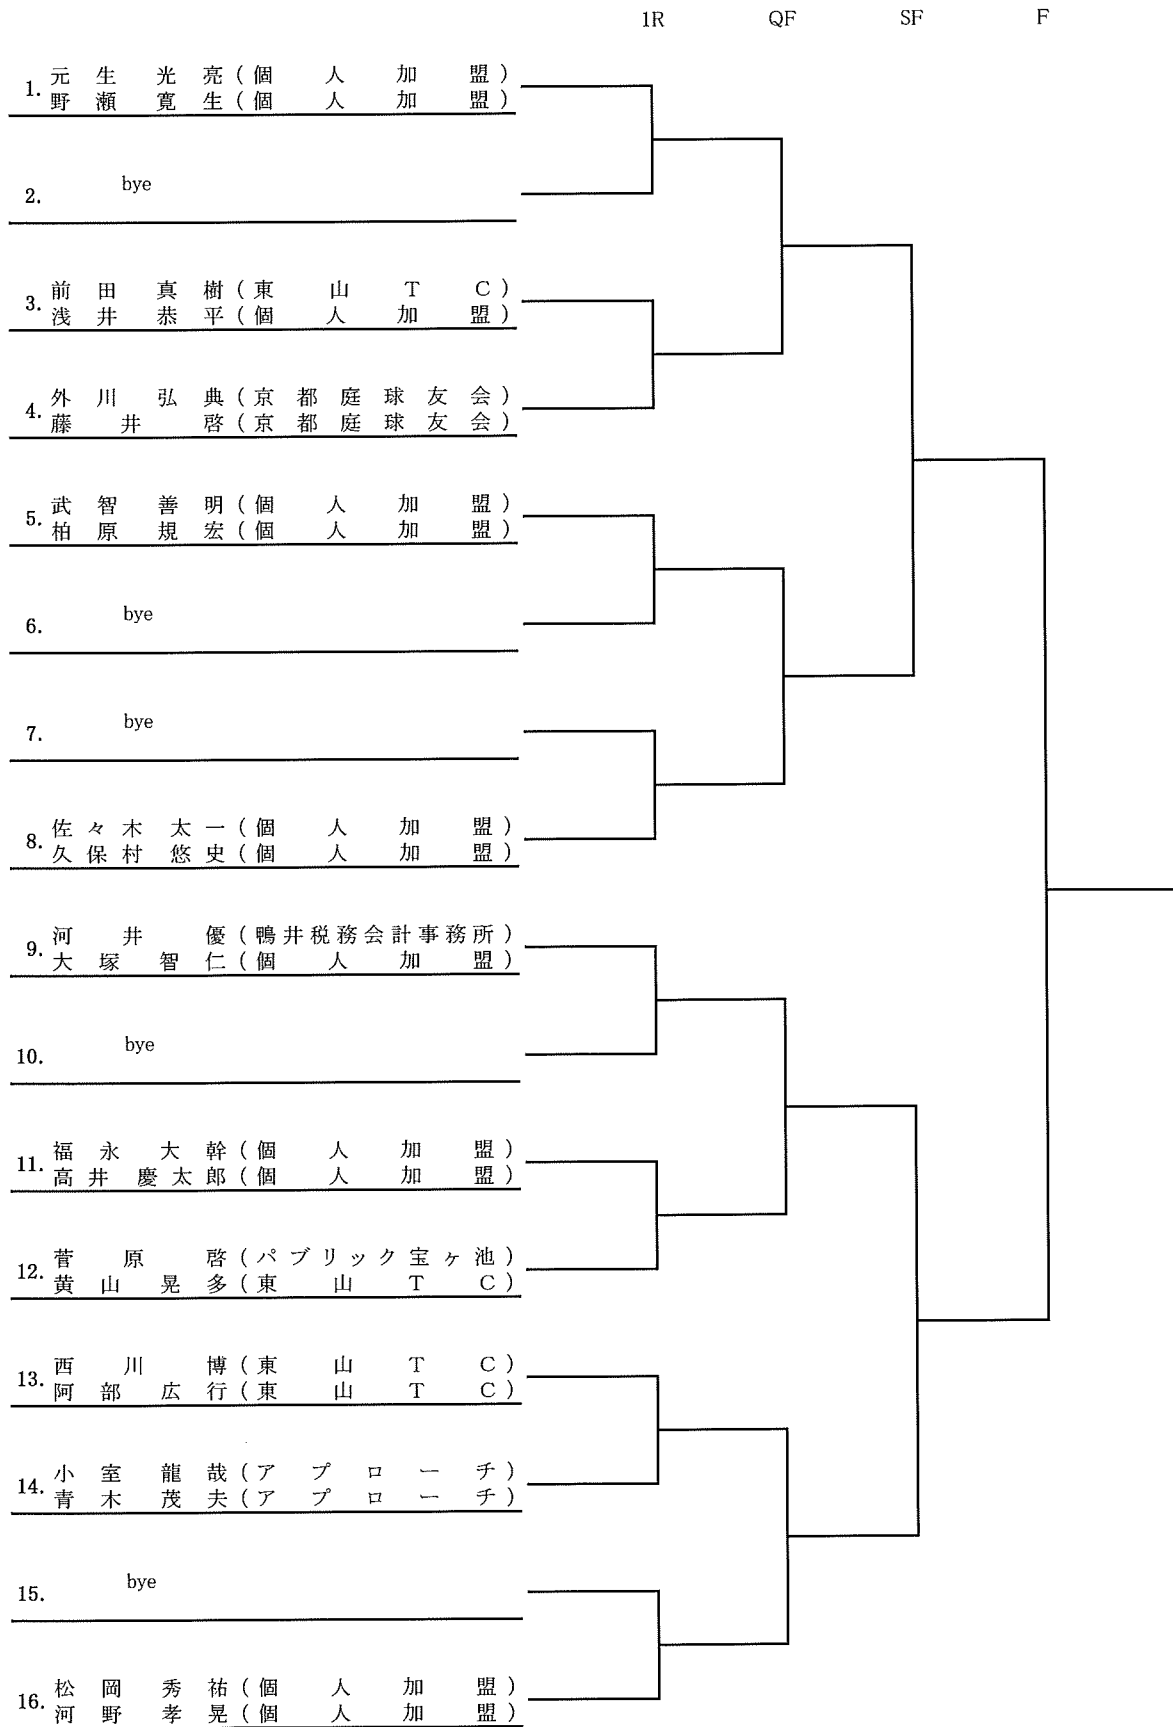 1R QF SF F
1. 元生光亮(個人加盟)
野瀬寛生(個人加盟)
2. bye
3. 前田真樹(東山TC)
浅井恭平(個人加盟)
4. 外川弘典(京都庭球友会)
藤井啓(京都庭球友会)
5. 武智善明(個人加盟)
柏原規宏(個人加盟)
6. bye
7. bye
8. 佐々木太一(個人加盟)
久保村悠史(個人加盟)
9. 河井優(鴨井税務会計事務所)
大塚智仁(個人加盟)
10. bye
11. 福永大幹(個人加盟)
高井慶太郎(個人加盟)
12. 菅原啓(パブリック宝ヶ池)
黄山晃多(東山TC)
13. 西川博(東山TC)
阿部広行(東山TC)
14. 小室龍哉(アプローチ)
青木茂夫(アプローチ)
15. bye
16. 松岡秀祐(個人加盟)
河野孝晃(個人加盟)